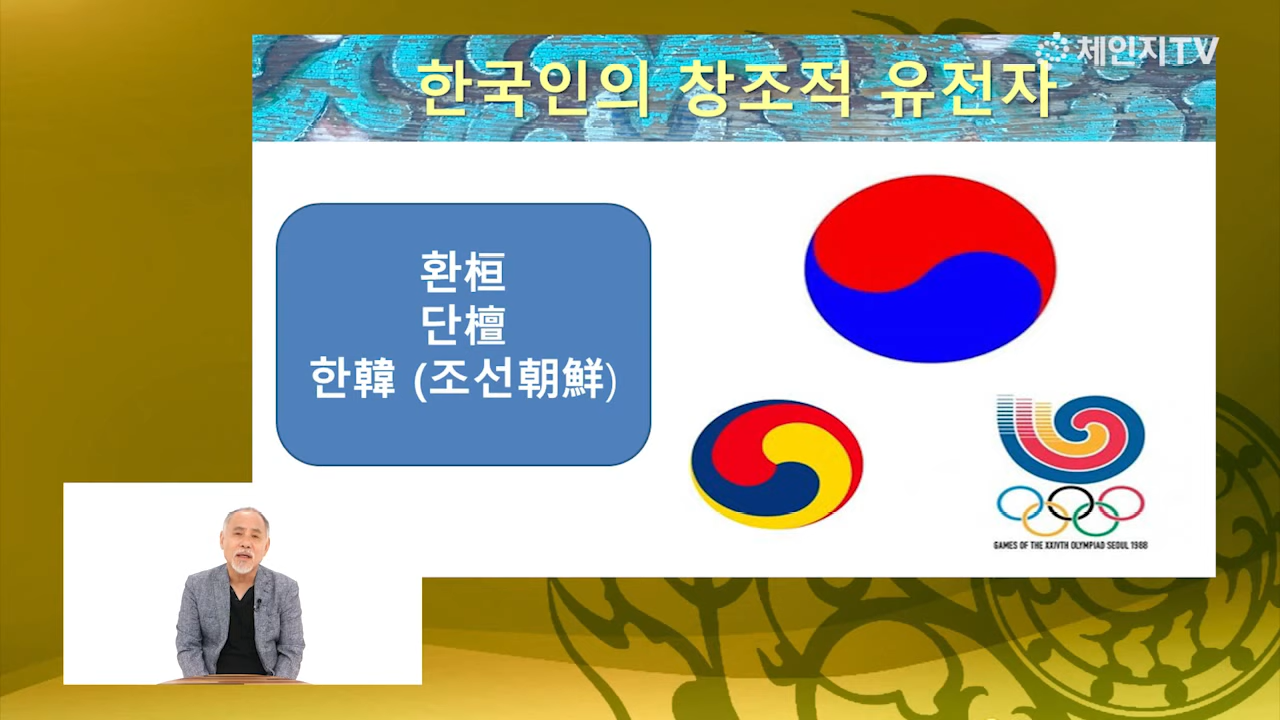 체인지TV
한국인의 창조적 유전자
환桓
단檀
한韓 (조선朝鮮)
GAMES OF THE XXIVTH OLYMPIAD SEOUL 1988